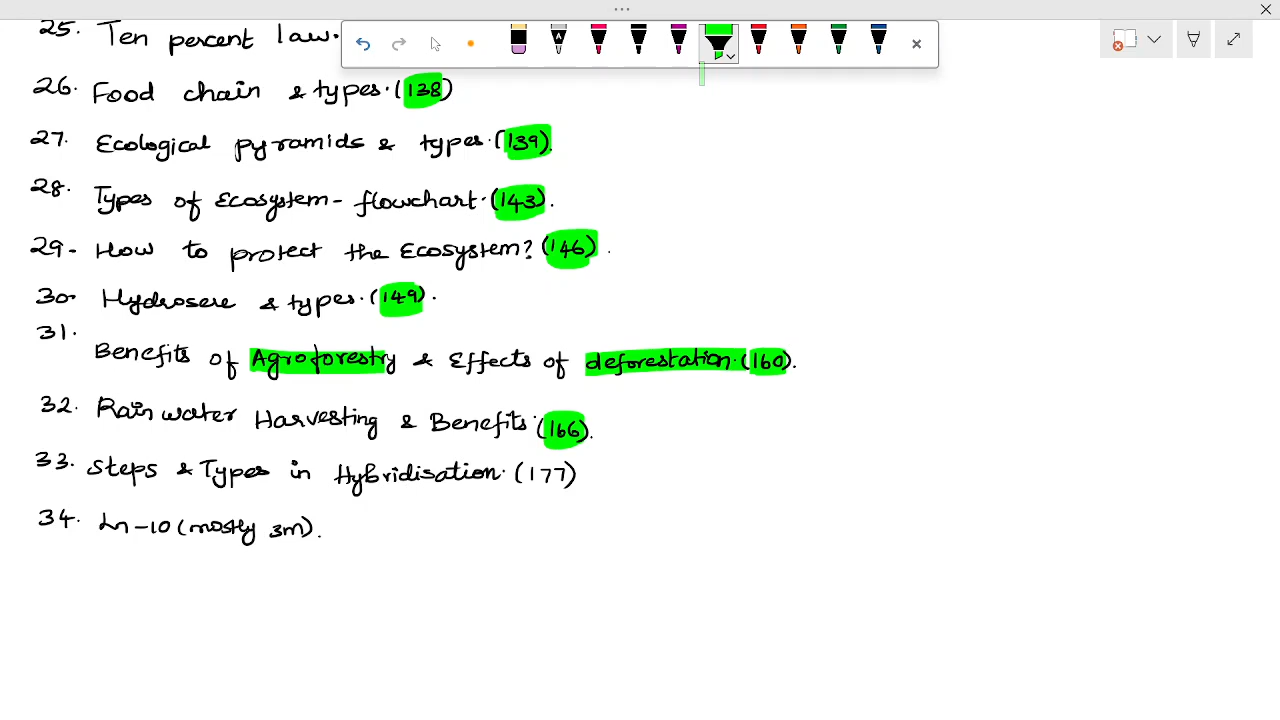 25. Ten percent law.
26. Food chain & types. (138)
27. Ecological pyramids & types. (139).
28. Types of Ecosystem - flowchart. (143).
29. How to protect the Ecosystem? (146).
30. Hydrosere & types. (149).
31. Benefits of Agroforestry & Effects of deforestation. (160).
32. Rain water Harvesting & Benefits. (166).
33. Steps & Types in Hybridisation. (177)
34. Ln - 10 (mostly 3m).